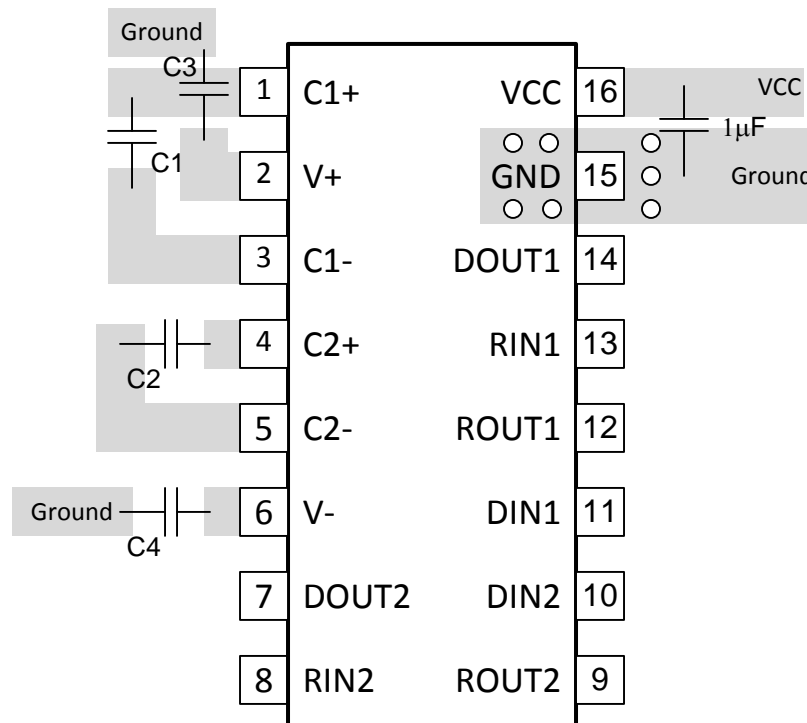 Ground
C3
1 C1+ VCC 16 VCC
C1
1μF
2 V+ GND 15 Ground
3 C1- DOUT1 14
4 C2+ RIN1 13
C2
5 C2- ROUT1 12
Ground 6 V- DIN1 11
C4
7 DOUT2 DIN2 10
8 RIN2 ROUT2 9